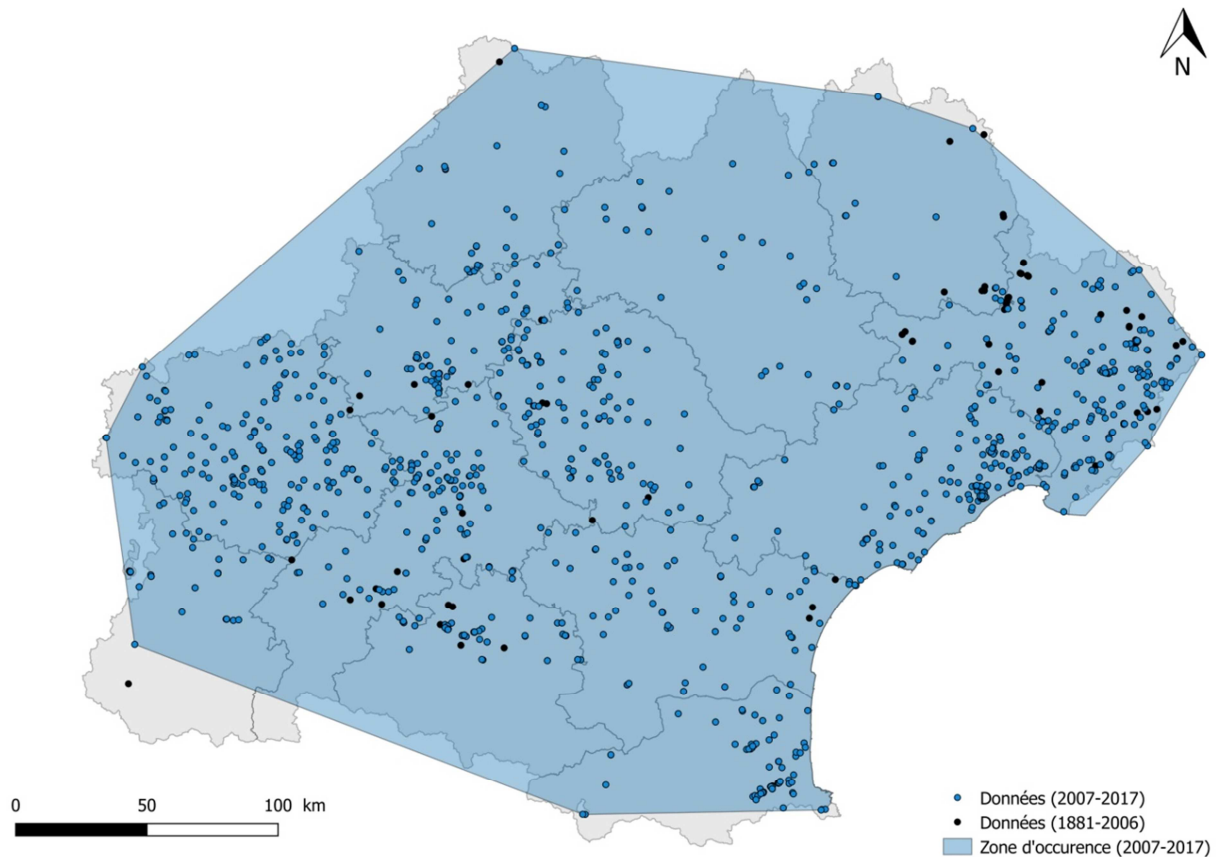 N
0 50 100 km
Données (2007-2017)
Données (1881-2006)
Zone d'occurence (2007-2017)